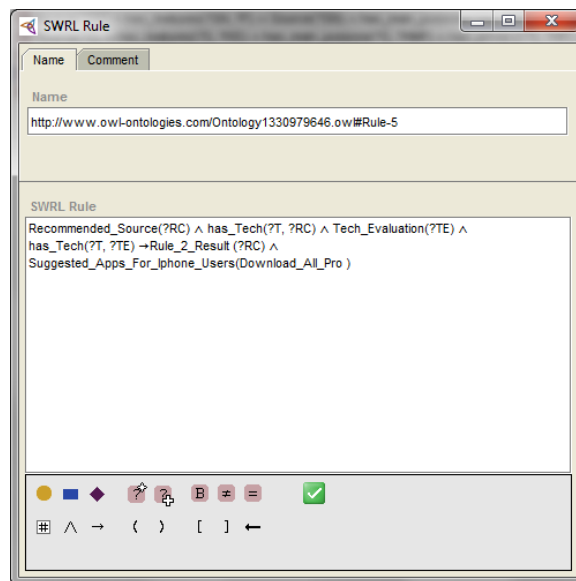 SWRL Rule
Name
Comment
Name
http://www.owl-ontologies.com/Ontology1330979646.owl#Rule-5
SWRL Rule
Recommended_Source(?RC) ∧ has_Tech(?T, ?RC) ∧ Tech_Evaluation(?TE) ∧
has_Tech(?T, ?TE) →Rule_2_Result (?RC) ∧
Suggested_Apps_For_Iphone_Users(Download_All_Pro )
? ? B ≠ =
# ∧ → ( ) [ ] ←